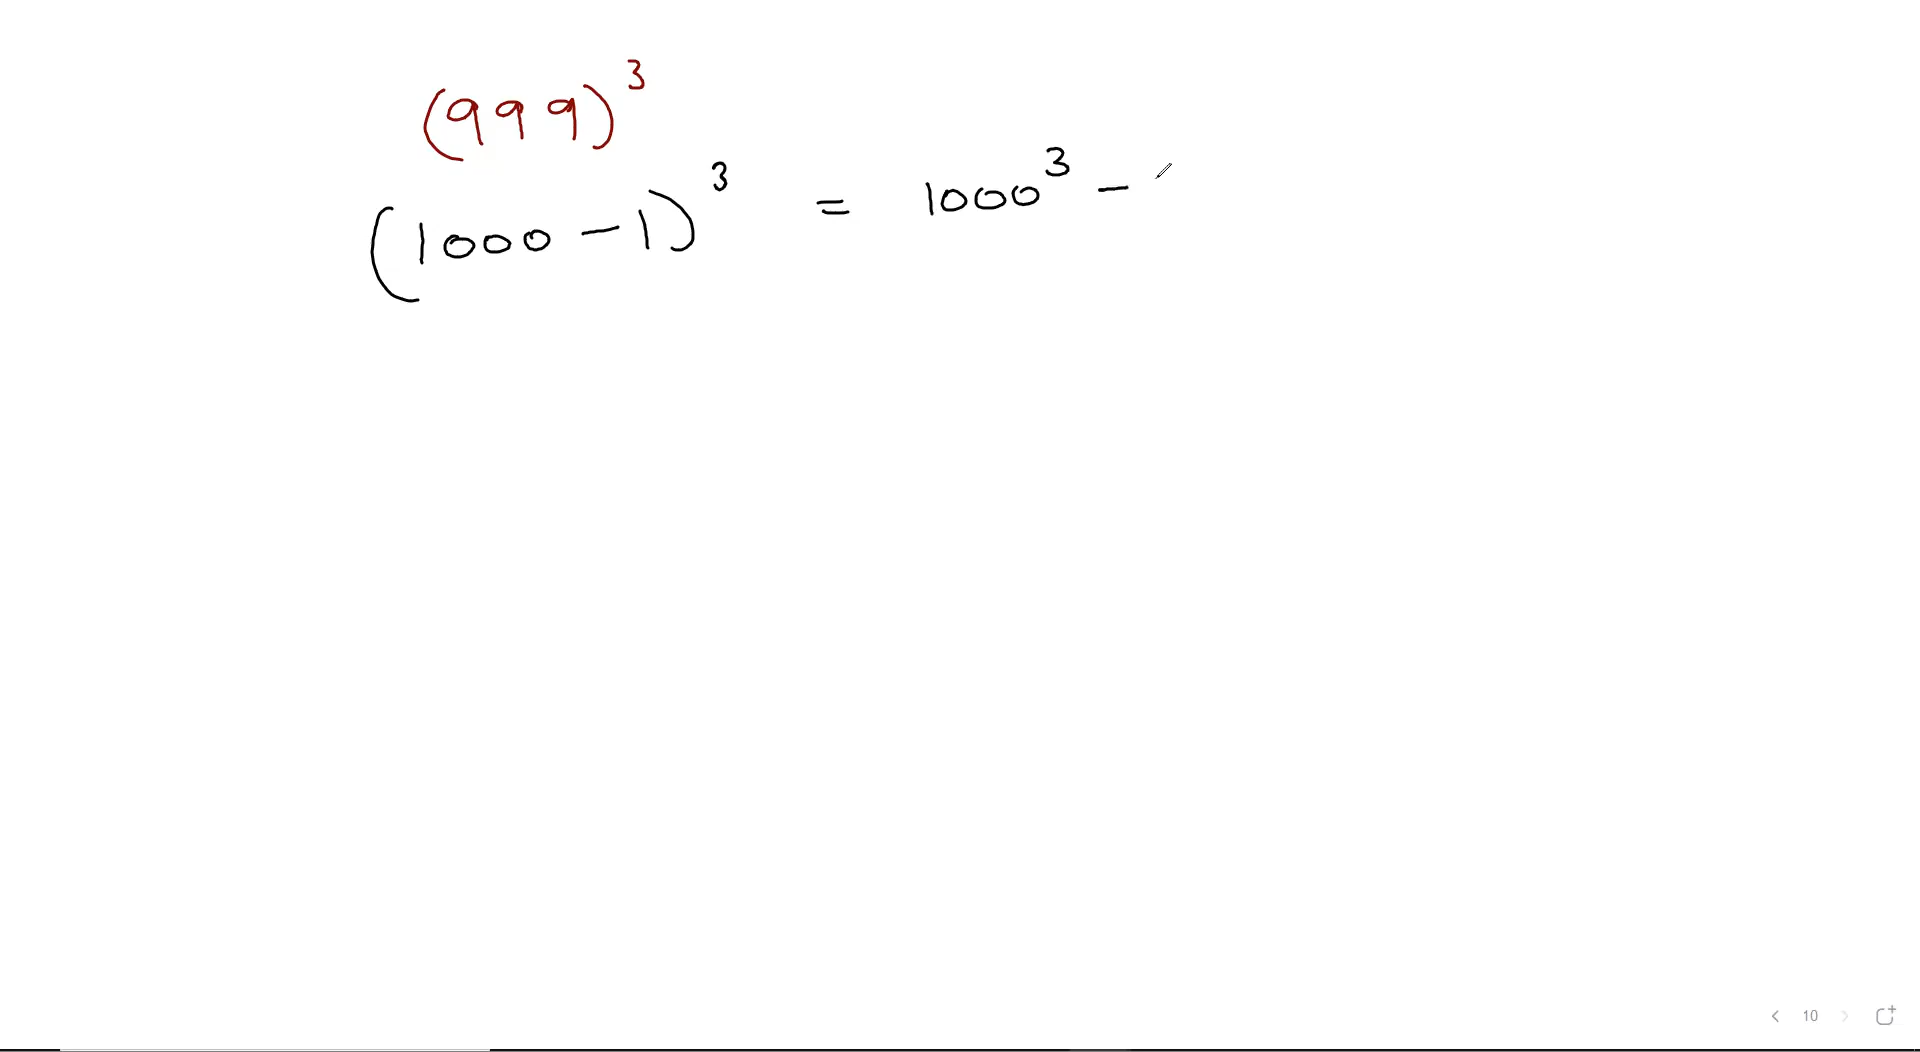 (999)³
(1000 - 1)³ = 1000³ -
10